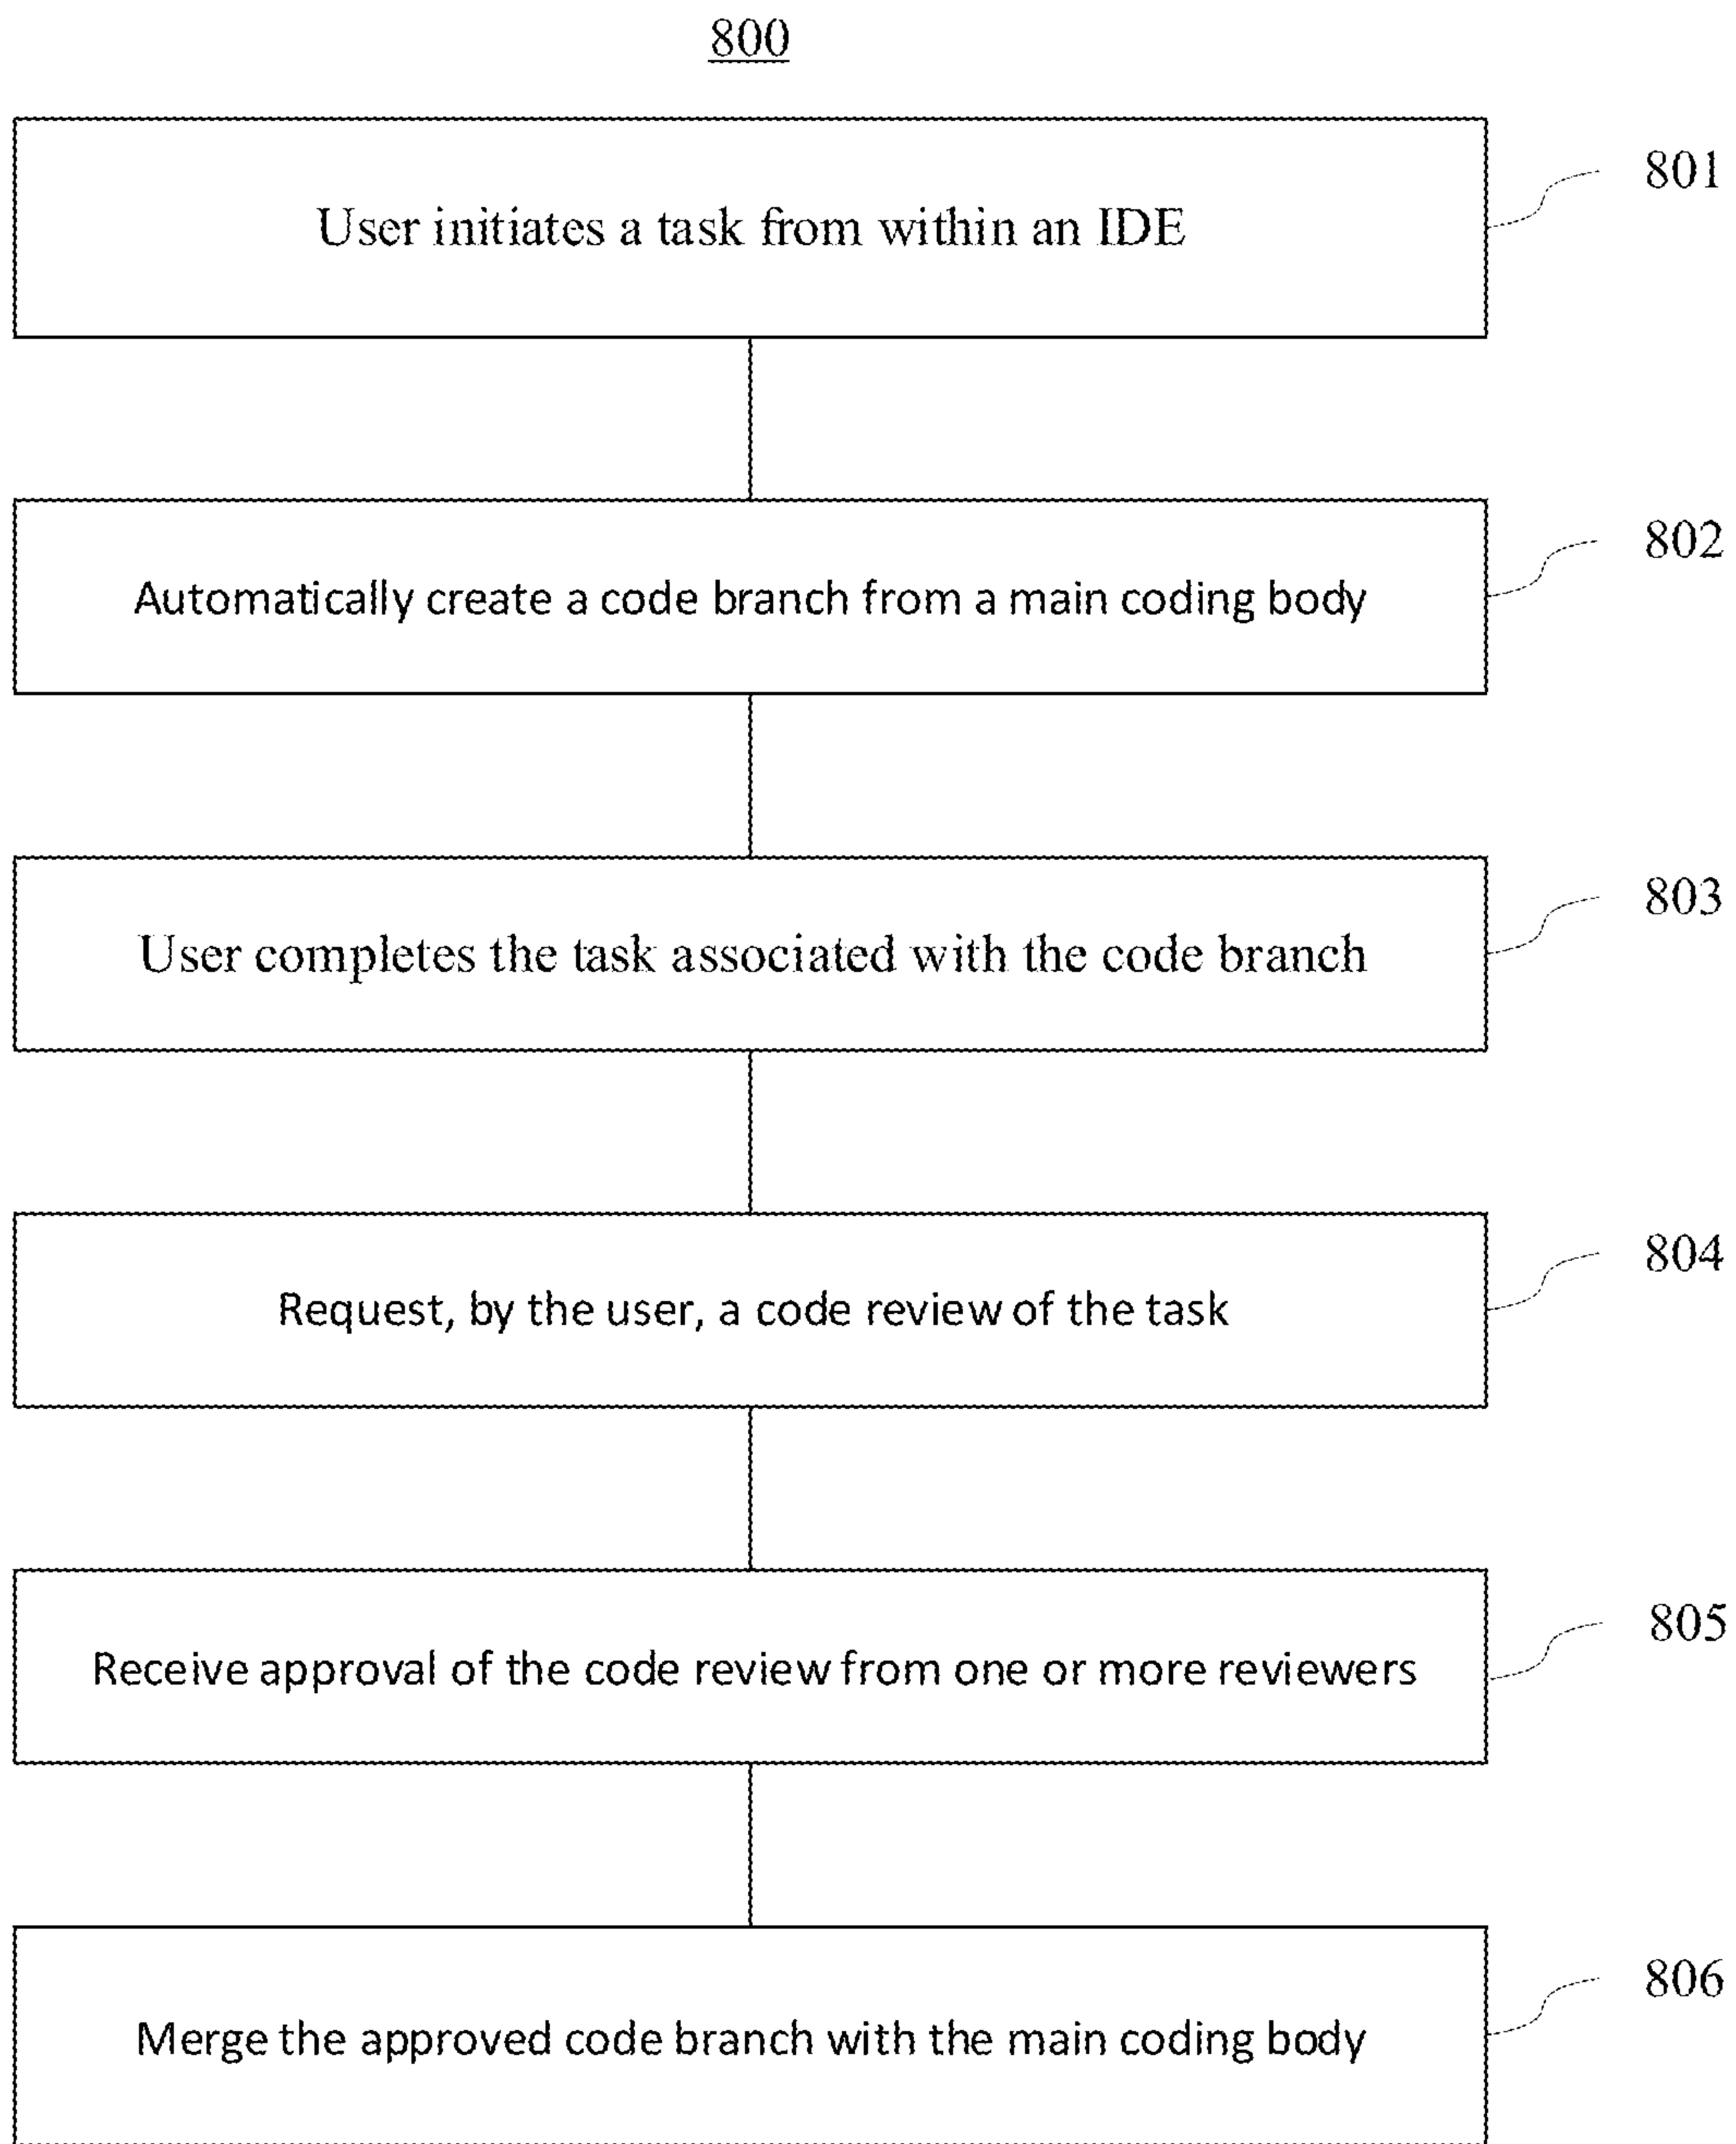 800
User initiates a task from within an IDE
801
Automatically create a code branch from a main coding body
802
User completes the task associated with the code branch
803
Request, by the user, a code review of the task
804
Receive approval of the code review from one or more reviewers
805
Merge the approved code branch with the main coding body
806